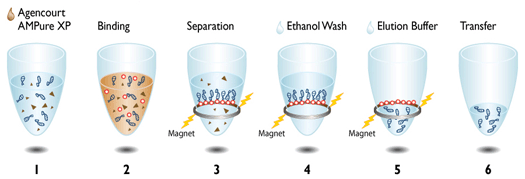 Agencourt
AMPure XP
Binding
Separation
Ethanol Wash
Elution Buffer
Transfer
Magnet
Magnet
Magnet
1
2
3
4
5
6